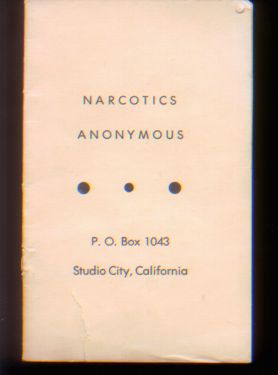 NARCOTICS
ANONYMOUS
P. O. Box 1043
Studio City, California